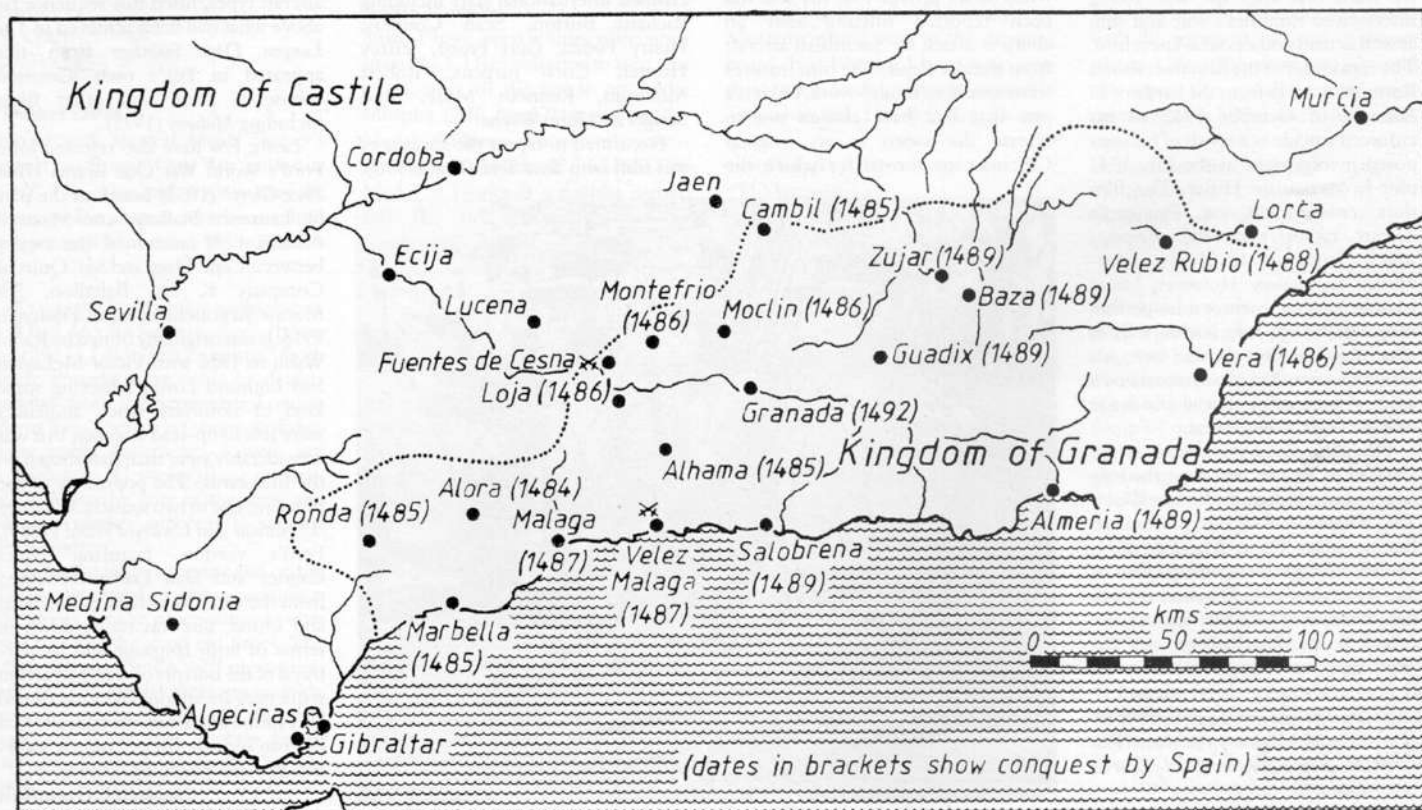 Kingdom of Castile
Murcia
Cordoba
Jaen
Cambil (1485)
Lorca
Ecija
Zujar (1489)
Velez Rubio (1488)
Montefrio
(1486)
Lucena
Moclin (1486)
Baza (1489)
Sevilla
Fuentes de Cesna
Guadix (1489)
Vera (1486)
Loja (1486)
Granada (1492)
Kingdom of Granada
Alhama (1485)
Alora (1484)
Ronda (1485)
Malaga
(1487)
Velez
Malaga
(1487)
Salobrena
(1489)
Almeria (1489)
Medina Sidonia
Marbella
(1485)
kms
0 50 100
Algeciras
Gibraltar
(dates in brackets show conquest by Spain)